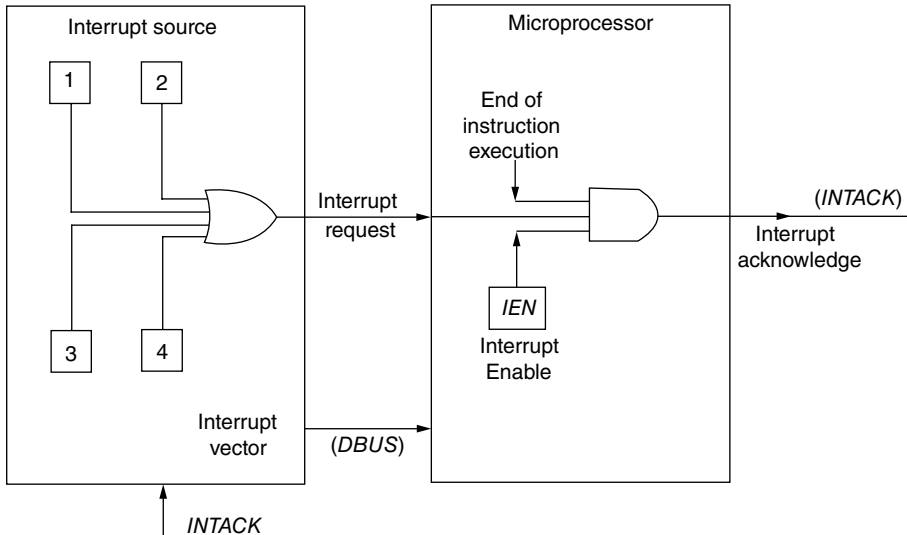 Interrupt source
1
2
3
4
Interrupt
vector
INTACK
Interrupt
request
(DBUS)
Microprocessor
End of
instruction
execution
IEN
Interrupt
Enable
(INTACK)
Interrupt
acknowledge